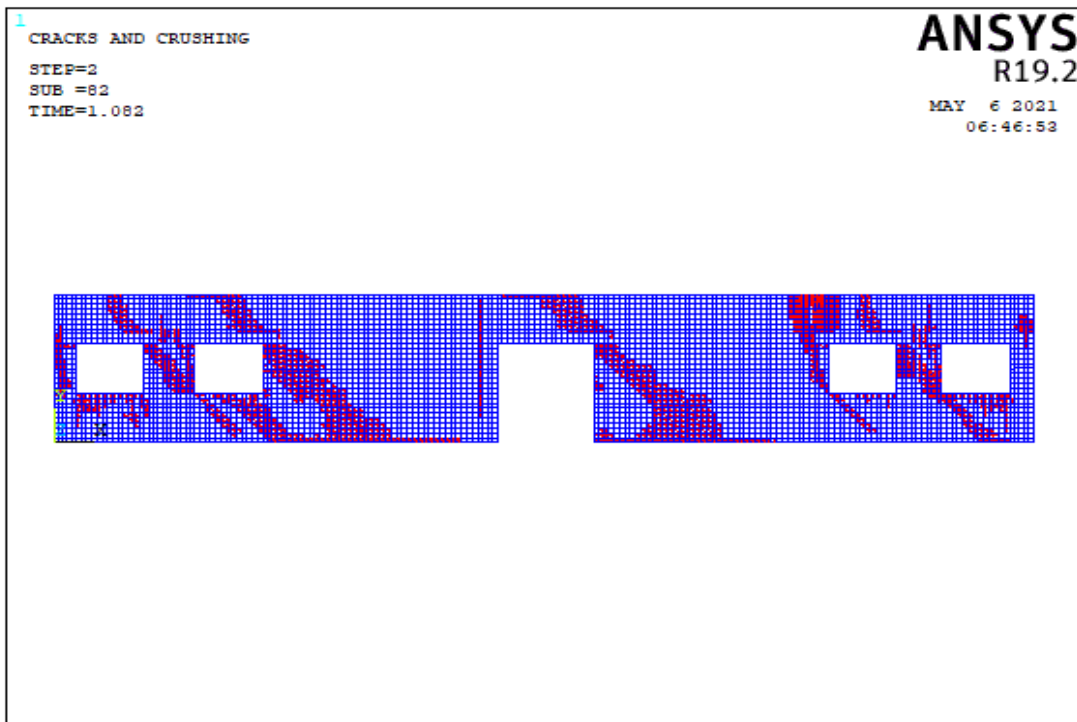 1
CRACKS AND CRUSHING
STEP=2
SUB =82
TIME=1.082
ANSYS
R19.2
MAY  6 2021
06:46:53
Y
X